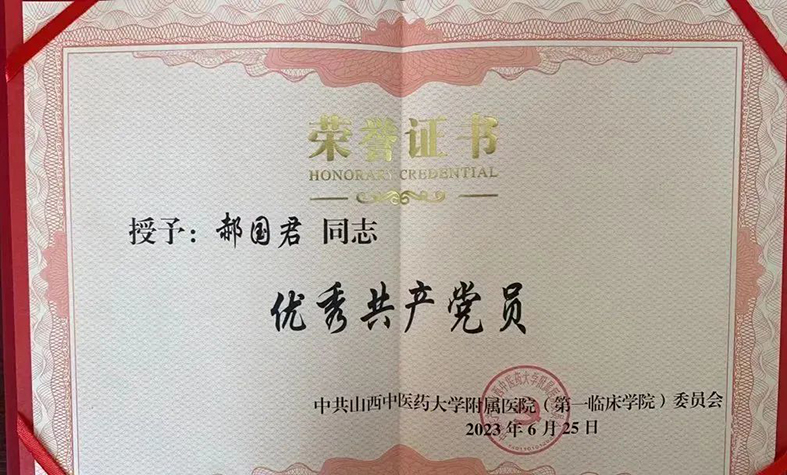 荣誉证书
HONORARY CREDENTIAL
授予：郝国君 同志
优秀共产党员
中共山西中医药大学附属医院（第一临床学院）委员会
2023年6月25日